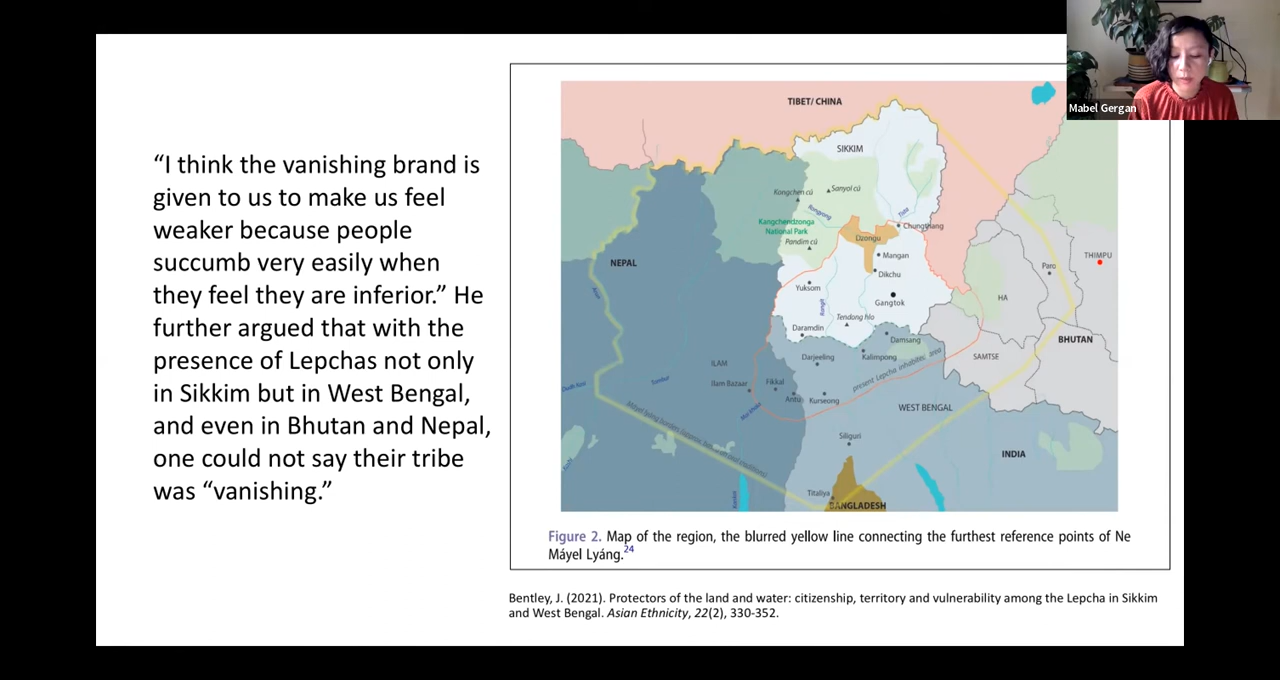 Mabel Gergan
“I think the vanishing brand is
given to us to make us feel
weaker because people
succumb very easily when
they feel they are inferior.” He
further argued that with the
presence of Lepchas not only
in Sikkim but in West Bengal,
and even in Bhutan and Nepal,
one could not say their tribe
was “vanishing.”
TIBET/ CHINA
SIKKIM
Kongchen cú
Sanyol cú
Rongyong
Tista
Kangchendzonga
National Park
Pandim cú
Chungthang
Dzongu
Mangan
Dikchu
Yuksom
Rangit
Gangtok
Tendong hlo
Daramdin
Damsang
Darjeeling
Kalimpong
present Lepcha inhabited area
NEPAL
ILAM
Ilam Bazaar
Fikkal
Antu
Kurseong
Tambur
WEST BENGAL
Siliguri
Titaliya
BANGLADESH
INDIA
THIMPU
Paro
HA
SAMTSE
BHUTAN
Figure 2. Map of the region, the blurred yellow line connecting the furthest reference points of Ne
Máyel Lyáng.24
Bentley, J. (2021). Protectors of the land and water: citizenship, territory and vulnerability among the Lepcha in Sikkim
and West Bengal. Asian Ethnicity, 22(2), 330-352.